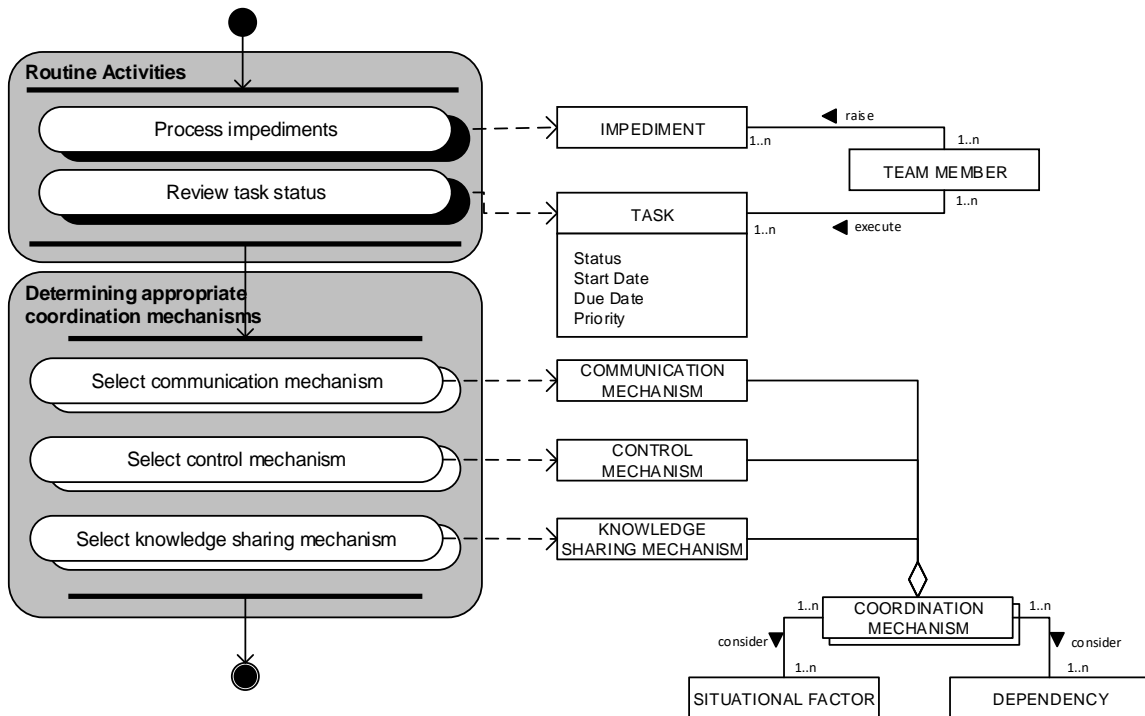 Routine Activities
Process impediments
IMPEDIMENT
raise
1..n
1..n
TEAM MEMBER
Review task status
1..n
TASK
1..n
execute
Status
Start Date
Due Date
Priority
Determining appropriate
coordination mechanisms
Select communication mechanism
COMMUNICATION
MECHANISM
Select control mechanism
CONTROL
MECHANISM
Select knowledge sharing mechanism
KNOWLEDGE
SHARING MECHANISM
1..n
COORDINATION
MECHANISM
1..n
consider
consider
1..n
1..n
SITUATIONAL FACTOR
DEPENDENCY